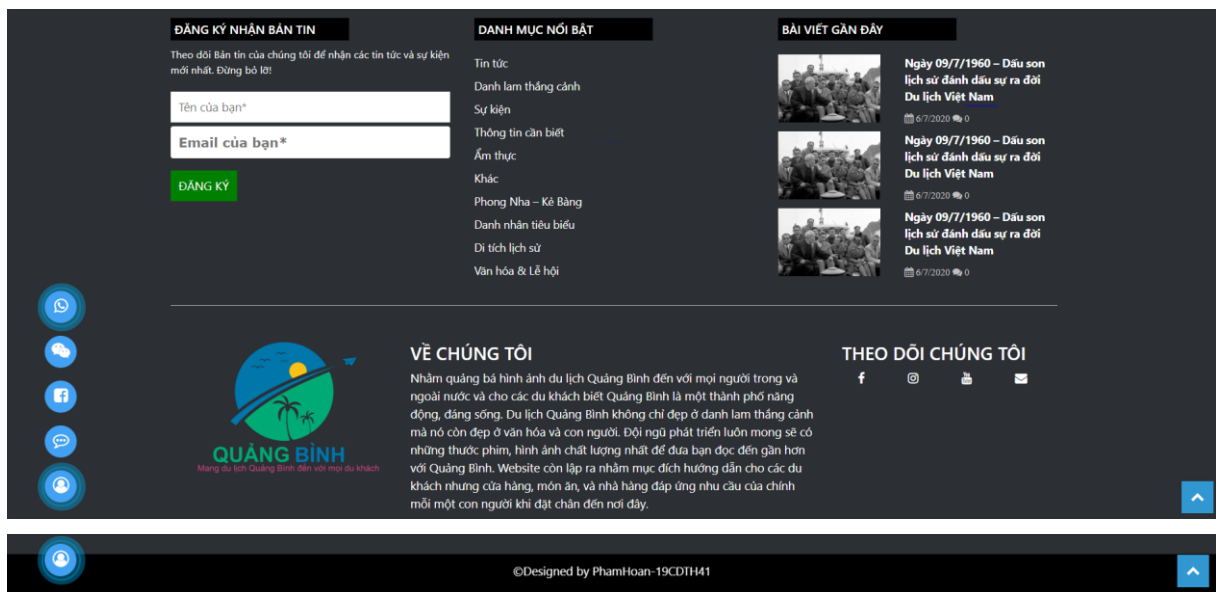 ĐĂNG KÝ NHẬN BẢN TIN
Theo dõi Bản tin của chúng tôi để nhận các tin tức và sự kiện
mới nhất. Đừng bỏ lỡ!
Tên của bạn*
Email của bạn*
ĐĂNG KÝ
DANH MỤC NỔI BẬT
Tin tức
Danh lam thắng cảnh
Sự kiện
Thông tin cần biết
Ẩm thực
Khác
Phong Nha – Kẻ Bàng
Danh nhân tiêu biểu
Di tích lịch sử
Văn hóa & Lễ hội
BÀI VIẾT GẦN ĐÂY
Ngày 09/7/1960 – Dấu son
lịch sử đánh dấu sự ra đời
Du lịch Việt Nam
6/7/2020 0
Ngày 09/7/1960 – Dấu son
lịch sử đánh dấu sự ra đời
Du lịch Việt Nam
6/7/2020 0
Ngày 09/7/1960 – Dấu son
lịch sử đánh dấu sự ra đời
Du lịch Việt Nam
6/7/2020 0
QUẢNG BÌNH
Mang du lịch Quảng Bình đến với mọi du khách
VỀ CHÚNG TÔI
Nhằm quảng bá hình ảnh du lịch Quảng Bình đến với mọi người trong và
ngoài nước và cho các du khách biết Quảng Bình là một thành phố năng
động, đáng sống. Du lịch Quảng Bình không chỉ đẹp ở danh lam thắng cảnh
mà nó còn đẹp ở văn hóa và con người. Đội ngũ phát triển luôn mong sẽ có
những thước phim, hình ảnh chất lượng nhất để đưa bạn đọc đến gần hơn
với Quảng Bình. Website còn lập ra nhằm mục đích hướng dẫn cho các du
khách nhưng cửa hàng, món ăn, và nhà hàng đáp ứng nhu cầu của chính
mỗi một con người khi đặt chân đến nơi đây.
THEO DÕI CHÚNG TÔI
©Designed by PhamHoan-19CDTH41